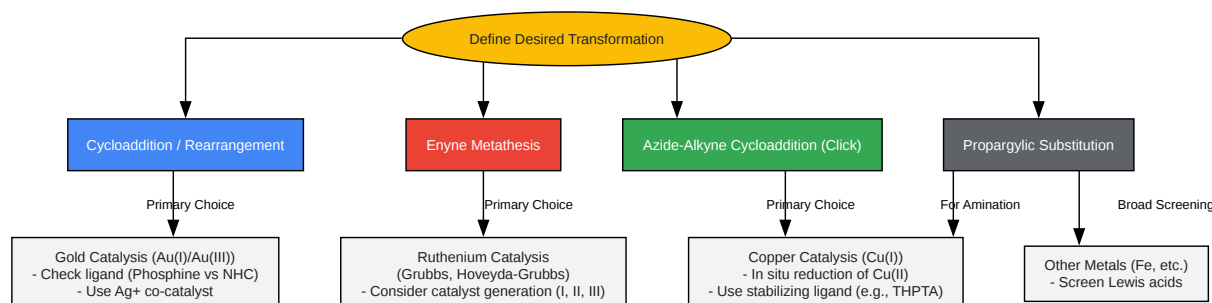 Define Desired Transformation
Cycloaddition / Rearrangement
Enyne Metathesis
Azide-Alkyne Cycloaddition (Click)
Propargylic Substitution
Primary Choice
Primary Choice
Primary Choice
For Amination
Broad Screening
Gold Catalysis (Au(I)/Au(III))
- Check ligand (Phosphine vs NHC)
- Use Ag+ co-catalyst
Ruthenium Catalysis
(Grubbs, Hoveyda-Grubbs)
- Consider catalyst generation (I, II, III)
Copper Catalysis (Cu(I))
- In situ reduction of Cu(II)
- Use stabilizing ligand (e.g., THPTA)
Other Metals (Fe, etc.)
- Screen Lewis acids